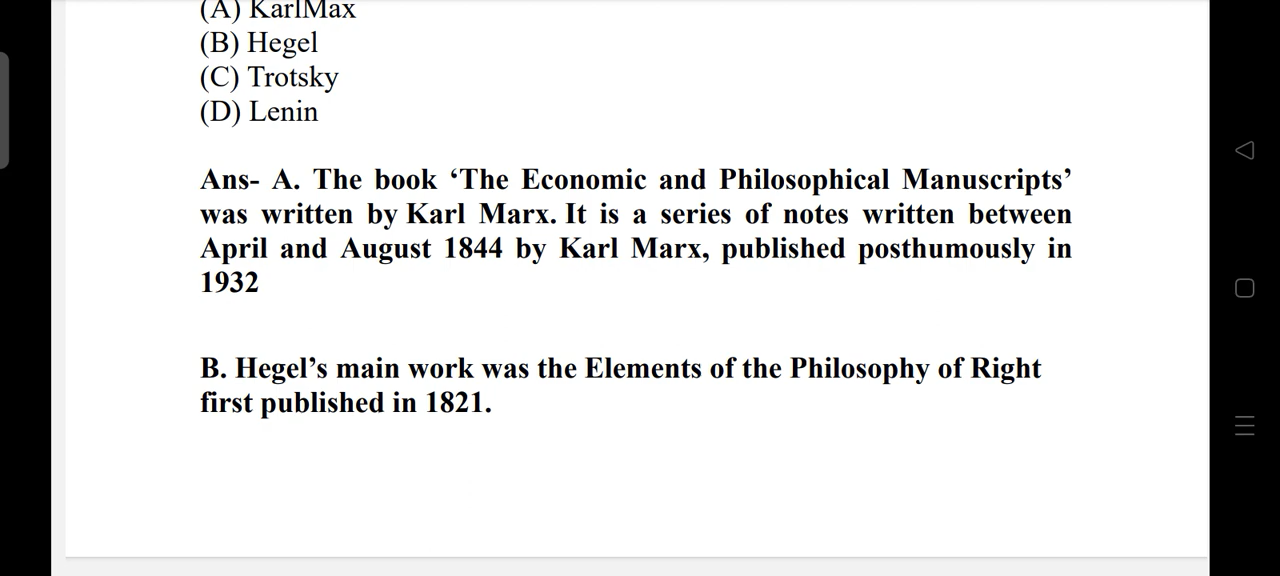 (A) KarlMax
(B) Hegel
(C) Trotsky
(D) Lenin
Ans- A. The book ‘The Economic and Philosophical Manuscripts’
was written by Karl Marx. It is a series of notes written between
April and August 1844 by Karl Marx, published posthumously in
1932
B. Hegel’s main work was the Elements of the Philosophy of Right
first published in 1821.